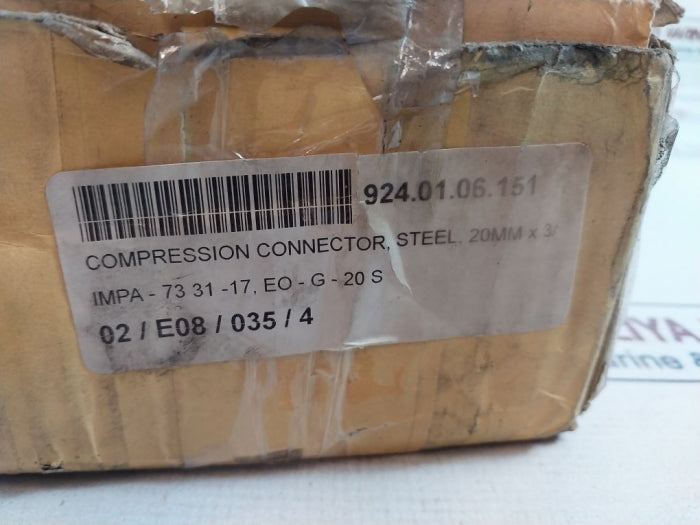 924.01.06.151
COMPRESSION CONNECTOR, STEEL, 20MM x 3/
IMPA - 73 31 -17, EO - G - 20 S
02 / E08 / 035 / 4